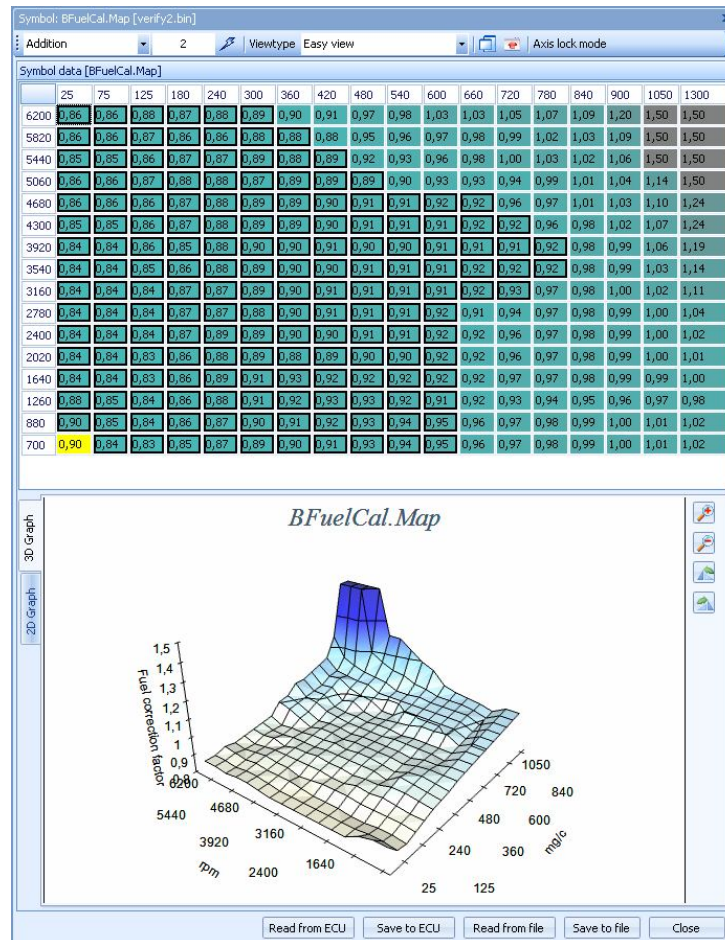 Symbol: BFuelCal.Map [verify2.bin]
Addition 2 Viewtype Easy view Axis lock mode
Symbol data [BFuelCal.Map]
25 75 125 180 240 300 360 420 480 540 600 660 720 780 840 900 1050 1300
6200 0,86 0,86 0,88 0,87 0,88 0,89 0,90 0,91 0,97 0,98 1,03 1,03 1,05 1,07 1,09 1,20 1,50 1,50
5820 0,86 0,86 0,87 0,86 0,86 0,88 0,88 0,88 0,95 0,96 0,97 0,98 0,99 1,02 1,03 1,09 1,50 1,50
5440 0,85 0,85 0,86 0,87 0,87 0,89 0,88 0,89 0,92 0,93 0,96 0,98 1,00 1,03 1,02 1,06 1,50 1,50
5060 0,86 0,86 0,87 0,88 0,88 0,87 0,89 0,89 0,89 0,90 0,93 0,93 0,94 0,99 1,01 1,04 1,14 1,50
4680 0,86 0,86 0,86 0,87 0,88 0,89 0,89 0,90 0,91 0,91 0,92 0,92 0,96 0,97 1,01 1,03 1,10 1,24
4300 0,85 0,85 0,86 0,87 0,88 0,89 0,89 0,90 0,91 0,91 0,91 0,92 0,92 0,96 0,98 1,02 1,07 1,24
3920 0,84 0,84 0,86 0,85 0,88 0,90 0,90 0,91 0,90 0,90 0,91 0,91 0,91 0,92 0,98 0,99 1,06 1,19
3540 0,84 0,84 0,85 0,86 0,88 0,89 0,90 0,90 0,91 0,91 0,91 0,92 0,92 0,92 0,98 0,99 1,03 1,14
3160 0,84 0,84 0,84 0,87 0,87 0,89 0,89 0,90 0,91 0,91 0,91 0,92 0,93 0,97 0,98 1,00 1,02 1,11
2780 0,84 0,84 0,84 0,87 0,87 0,88 0,90 0,90 0,91 0,91 0,92 0,91 0,94 0,97 0,98 0,99 1,00 1,04
2400 0,84 0,84 0,84 0,87 0,89 0,90 0,90 0,90 0,91 0,91 0,92 0,92 0,96 0,97 0,98 0,99 1,00 1,02
2020 0,84 0,84 0,83 0,86 0,88 0,89 0,88 0,89 0,90 0,90 0,92 0,92 0,96 0,97 0,98 0,99 1,00 1,01
1640 0,84 0,84 0,83 0,86 0,89 0,91 0,93 0,92 0,92 0,92 0,91 0,92 0,97 0,97 0,98 0,99 0,99 1,00
1260 0,88 0,85 0,84 0,86 0,88 0,91 0,92 0,93 0,93 0,92 0,91 0,92 0,93 0,94 0,95 0,96 0,97 0,98
880 0,90 0,85 0,84 0,86 0,87 0,90 0,91 0,92 0,93 0,94 0,95 0,96 0,97 0,98 0,99 1,00 1,01 1,02
700 0,90 0,84 0,83 0,85 0,87 0,89 0,90 0,91 0,93 0,94 0,95 0,96 0,97 0,98 0,99 1,00 1,01 1,02
3D Graph
2D Graph
BFuelCal.Map
1,5
1,4
1,3
1,2
1,1
1
0,9
0,8
Fuel correction factor
6200
5440 4680
3920 3160
2400 1640
rpm
1050
720 840
480 600
240 360
25 125
mg/c
Read from ECU Save to ECU Read from file Save to file Close